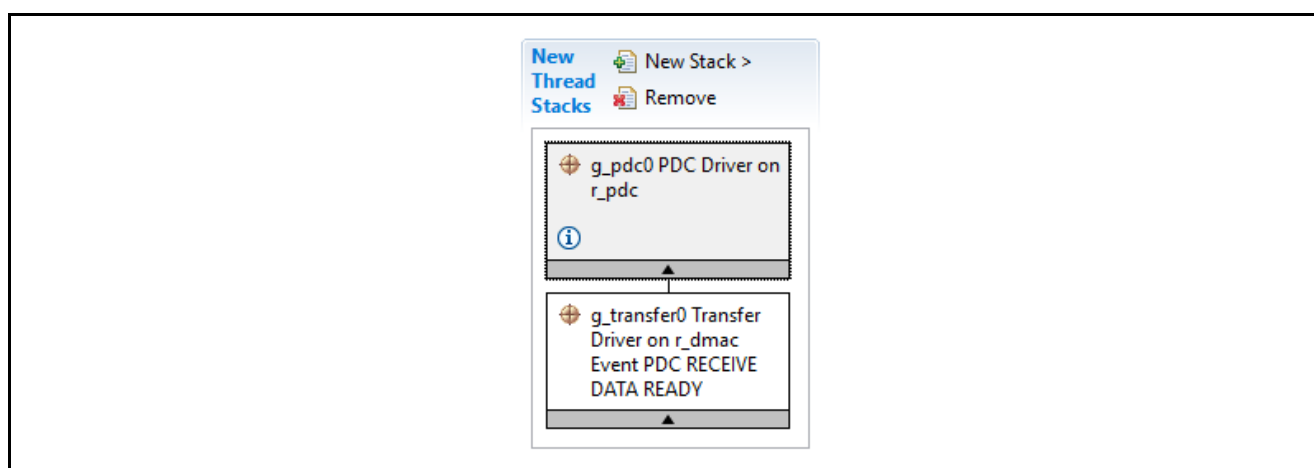 New
Thread
Stacks
New Stack >
Remove
g_pdc0 PDC Driver on
r_pdc
g_transfer0 Transfer
Driver on r_dmac
Event PDC RECEIVE
DATA READY